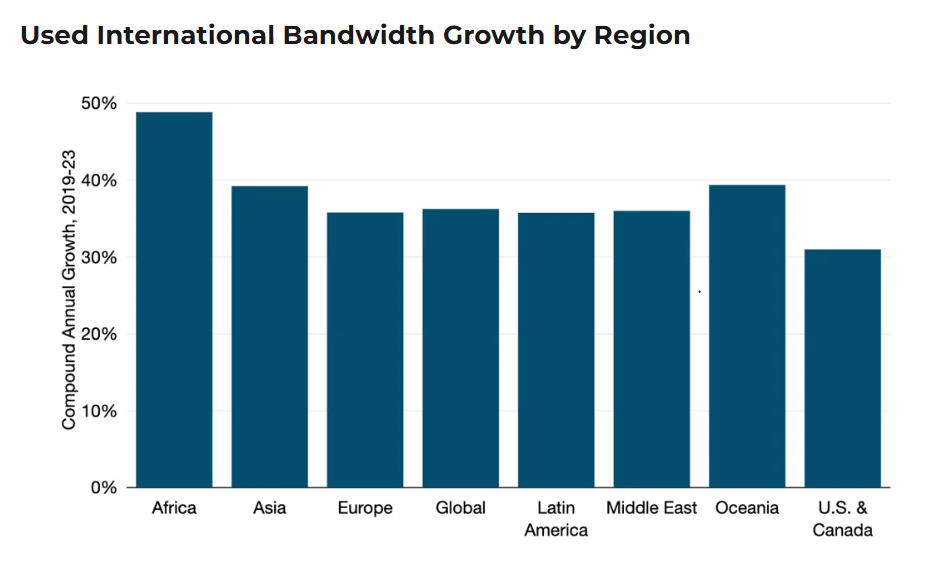 Used International Bandwidth Growth by Region
Compound Annual Growth, 2019-23
50%
40%
30%
20%
10%
0%
Africa
Asia
Europe
Global
Latin
America
Middle East
Oceania
U.S. &
Canada